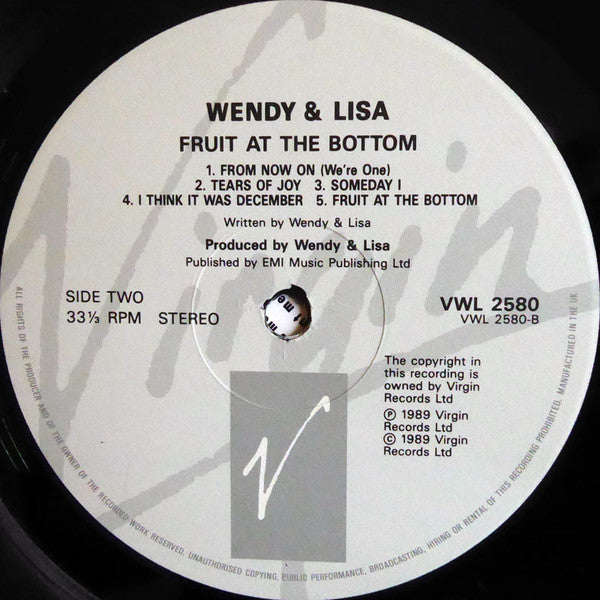 WENDY & LISA
FRUIT AT THE BOTTOM
1. FROM NOW ON (We're One)
2. TEARS OF JOY 3. SOMEDAY I
4. I THINK IT WAS DECEMBER 5. FRUIT AT THE BOTTOM
Written by Wendy & Lisa
Produced by Wendy & Lisa
Published by EMI Music Publishing Ltd
SIDE TWO
33⅓ RPM STEREO
VWL 2580
VWL 2580-B
The copyright in
this recording is
owned by Virgin
Records Ltd
Ⓟ 1989 Virgin
Records Ltd
© 1989 Virgin
Records Ltd
Virgin
V
ALL RIGHTS OF THE PRODUCER AND OF THE OWNER OF THE RECORDED WORK RESERVED. UNAUTHORISED COPYING, PUBLIC PERFORMANCE, BROADCASTING, HIRING OR RENTAL OF THIS RECORDING PROHIBITED. MANUFACTURED IN THE UK